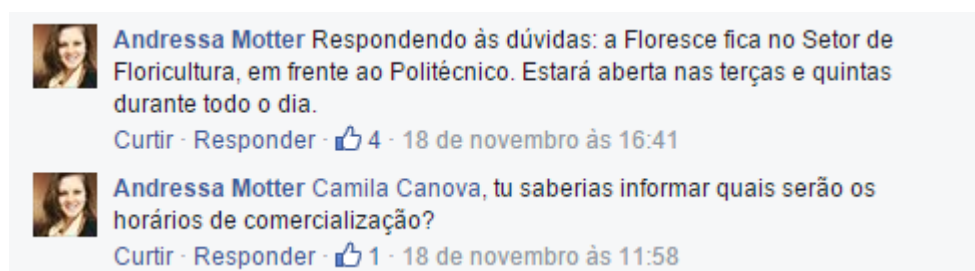 Andressa Motter Respondendo às dúvidas: a Floresce fica no Setor de
Floricultura, em frente ao Politécnico. Estará aberta nas terças e quintas
durante todo o dia.
Curtir · Responder · 4 · 18 de novembro às 16:41
Andressa Motter Camila Canova, tu saberias informar quais serão os
horários de comercialização?
Curtir · Responder · 1 · 18 de novembro às 11:58